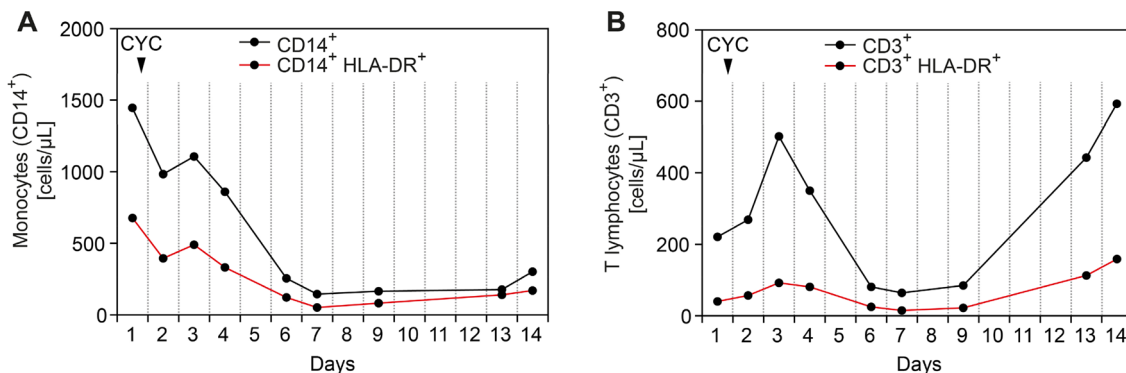 A
CYC
CD14+
CD14+ HLA-DR+
Monocytes (CD14+)
[cells/µL]
2000
1500
1000
500
0
1 2 3 4 5 6 7 8 9 10 11 12 13 14
Days
B
CYC
CD3+
CD3+ HLA-DR+
T lymphocytes (CD3+)
[cells/µL]
800
600
400
200
0
1 2 3 4 5 6 7 8 9 10 11 12 13 14
Days